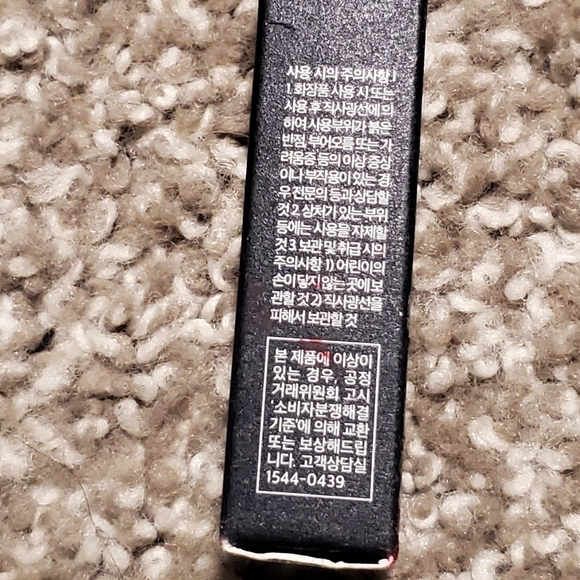 사용 시의 주의사항 |
1. 화장품 사용 시 또는
사용 후 직사광선에 의
하여 사용부위가 붉은
반점, 부어오름 또는 가
려움증 등의 이상 증상
이나 부작용이 있는 경
우 전문의 등과 상담할
것 2. 상처가 있는 부위
등에는 사용을 자제할
것 3. 보관 및 취급 시의
주의사항 1) 어린이의
손이 닿지 않는 곳에 보
관할 것 2) 직사광선을
피해서 보관할 것
본 제품에 이상이
있는 경우, 공정
거래위원회 고시
'소비자분쟁해결
기준'에 의해 교환
또는 보상해드립
니다. 고객상담실
1544-0439